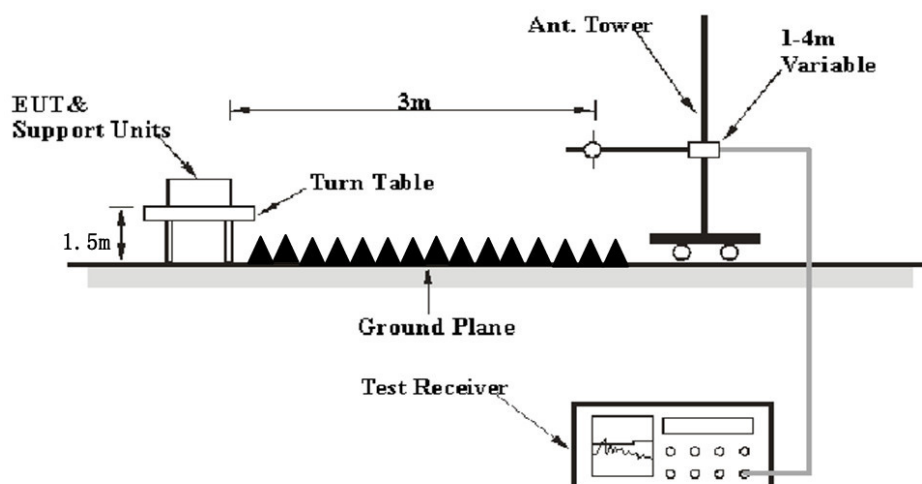 Ant. Tower
1-4m
Variable
3m
EUT&
Support Units
Turn Table
1.5m
Ground Plane
Test Receiver